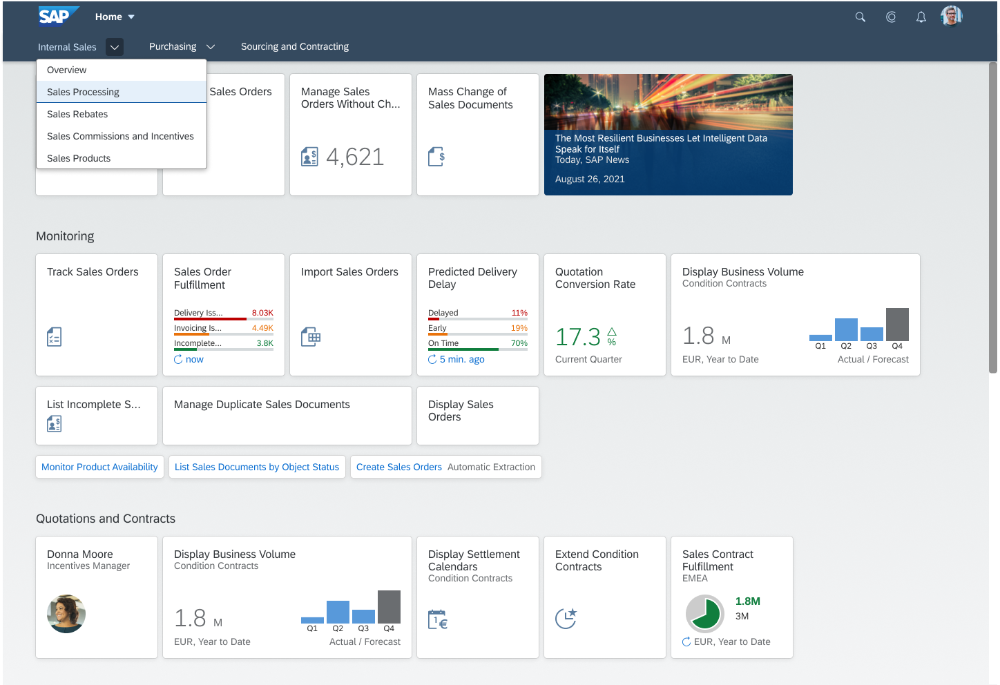 SAP
Home
Internal Sales
Purchasing
Sourcing and Contracting
Overview
Sales Processing
Sales Rebates
Sales Commissions and Incentives
Sales Products
Sales Orders
Manage Sales
Orders Without Ch...
4,621
Mass Change of
Sales Documents
The Most Resilient Businesses Let Intelligent Data
Speak for Itself
Today, SAP News
August 26, 2021
Monitoring
Track Sales Orders
Sales Order
Fulfillment
Delivery Iss... 8.03K
Invoicing Is... 4.49K
Incomplete... 3.8K
now
Import Sales Orders
Predicted Delivery
Delay
Delayed 11%
Early 19%
On Time 70%
5 min. ago
Quotation
Conversion Rate
17.3 %
Current Quarter
Display Business Volume
Condition Contracts
1.8 M
EUR, Year to Date
Q1 Q2 Q3 Q4
Actual / Forecast
List Incomplete S...
Manage Duplicate Sales Documents
Display Sales
Orders
Monitor Product Availability
List Sales Documents by Object Status
Create Sales Orders Automatic Extraction
Quotations and Contracts
Donna Moore
Incentives Manager
Display Business Volume
Condition Contracts
1.8 M
EUR, Year to Date
Q1 Q2 Q3 Q4
Actual / Forecast
Display Settlement
Calendars
Condition Contracts
1 €
Extend Condition
Contracts
Sales Contract
Fulfillment
EMEA
1.8M
3M
EUR, Year to Date